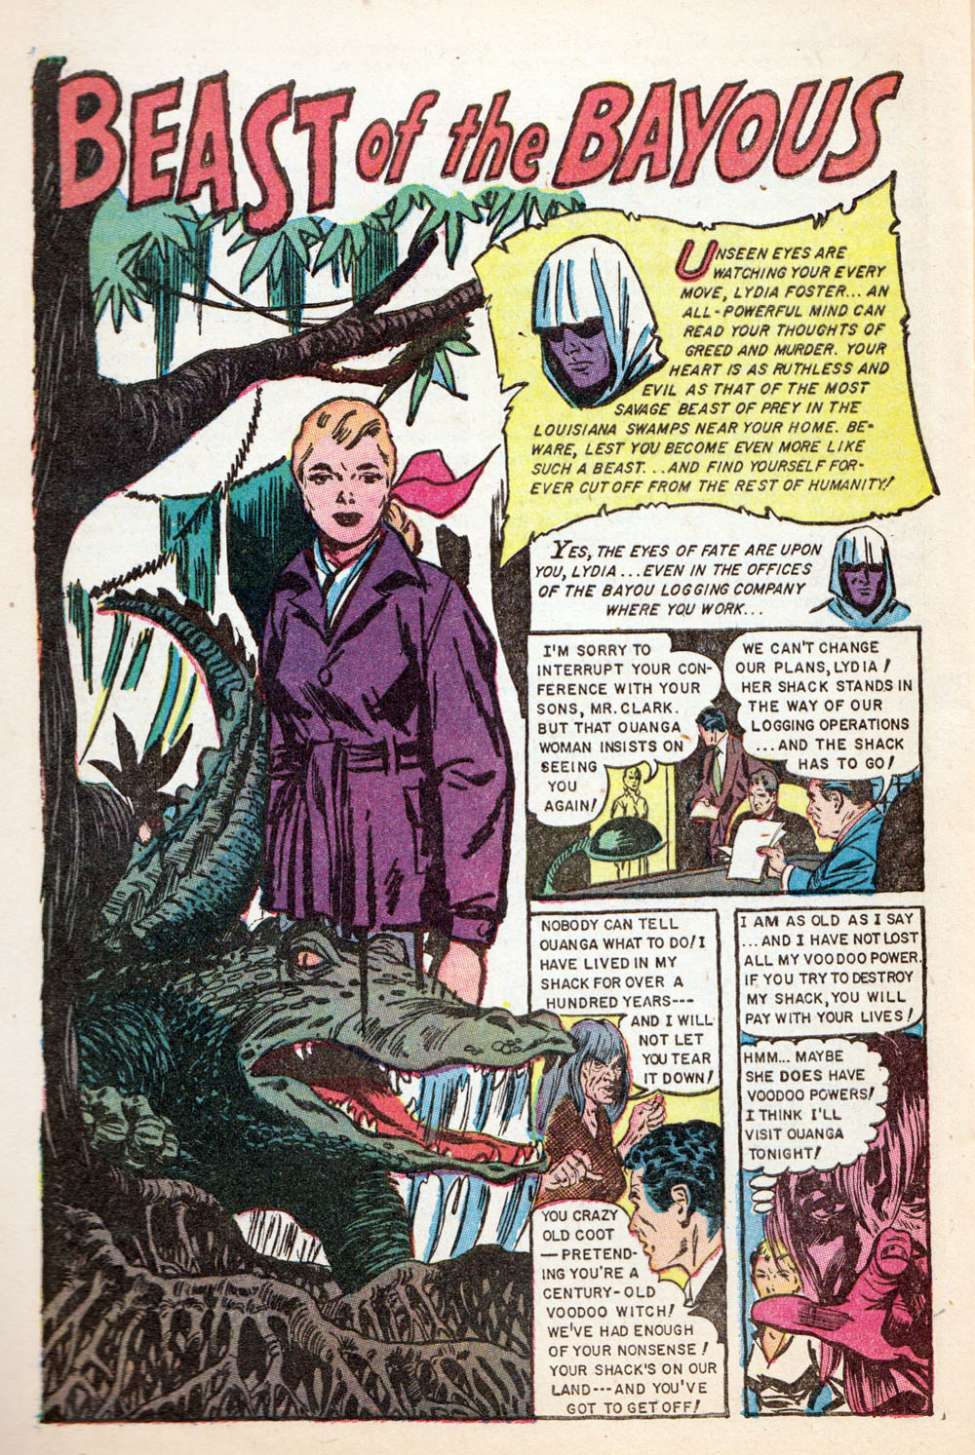 BEAST of the BAYOUS
UNSEEN EYES ARE
WATCHING YOUR EVERY
MOVE, LYDIA FOSTER... AN
ALL-POWERFUL MIND CAN
READ YOUR THOUGHTS OF
GREED AND MURDER. YOUR
HEART IS AS RUTHLESS AND
EVIL AS THAT OF THE MOST
SAVAGE BEAST OF PREY IN THE
LOUISIANA SWAMPS NEAR YOUR HOME. BE-
WARE, LEST YOU BECOME EVEN MORE LIKE
SUCH A BEAST...AND FIND YOURSELF FOR-
EVER CUT OFF FROM THE REST OF HUMANITY!
YES, THE EYES OF FATE ARE UPON
YOU, LYDIA...EVEN IN THE OFFICES
OF THE BAYOU LOGGING COMPANY
WHERE YOU WORK...
I'M SORRY TO
INTERRUPT YOUR CON-
FERENCE WITH YOUR
SONS, MR. CLARK.
BUT THAT OUANGA
WOMAN INSISTS ON
SEEING
YOU
AGAIN!
WE CAN'T CHANGE
OUR PLANS, LYDIA!
HER SHACK STANDS IN
THE WAY OF OUR
LOGGING OPERATIONS
...AND THE SHACK
HAS TO GO!
NOBODY CAN TELL
OUANGA WHAT TO DO! I
HAVE LIVED IN MY
SHACK FOR OVER A
HUNDRED YEARS---
AND I WILL
NOT LET
YOU TEAR
IT DOWN!
YOU CRAZY
OLD COOT
—PRETEND-
ING YOU'RE A
CENTURY-OLD
VOODOO WITCH!
WE'VE HAD ENOUGH
OF YOUR NONSENSE!
YOUR SHACK'S ON OUR
LAND---AND YOU'VE
GOT TO GET OFF!
I AM AS OLD AS I SAY
...AND I HAVE NOT LOST
ALL MY VOODOO POWER.
IF YOU TRY TO DESTROY
MY SHACK, YOU WILL
PAY WITH YOUR LIVES!
HMM... MAYBE
SHE DOES HAVE
VOODOO POWERS!
I THINK I'LL
VISIT OUANGA
TONIGHT!